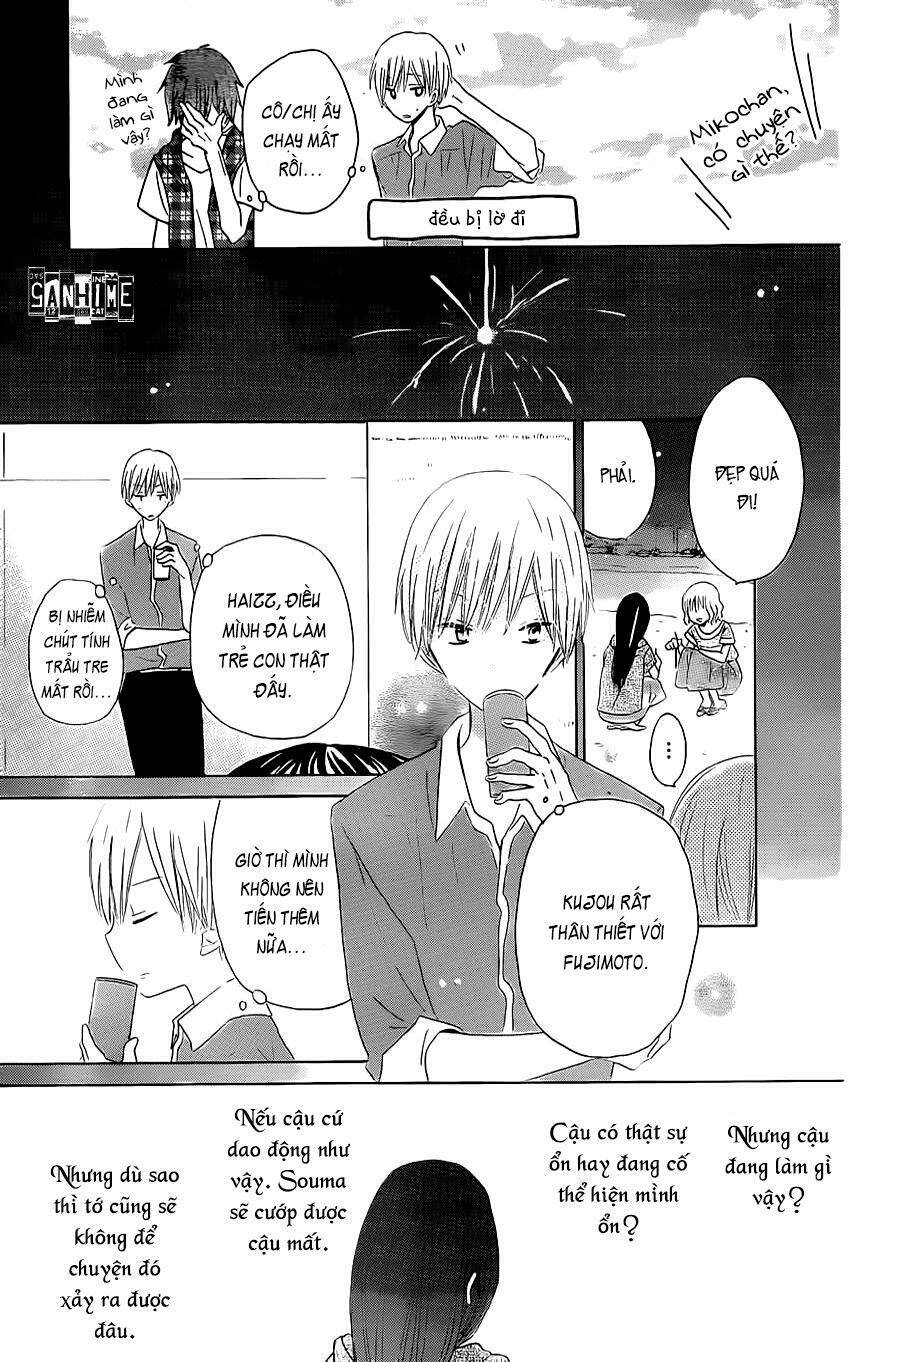 Mikochan,
có chuyện
gì thế?
CÔ/CHỊ ẤY
CHẠY MẤT
RỒI...
đều bị lờ đi
Mình
đang
làm gì
vậy?
SANHIME
ĐẸP QUÁ
ĐI!
PHẢI.
...
HAIZZ, ĐIỀU
MÌNH ĐÃ LÀM
TRẺ CON THẬT
ĐẤY.
BỊ NHIỄM
CHÚT TÍNH
TRẨU TRE
MẤT RỒI...
KUJOU RẤT
THÂN THIẾT VỚI
FUJIMOTO.
GIỜ THÌ MÌNH
KHÔNG NÊN
TIẾN THÊM
NỮA...
Nhưng cậu
đang làm gì
vậy?
Cậu có thật sự
ổn hay đang cố
thể hiện mình
ổn?
Nếu cậu cứ
dao động như
vậy. Souma
sẽ cướp được
cậu mất.
Nhưng dù sao
thì tớ cũng sẽ
không để
chuyện đó
xảy ra được
đâu.